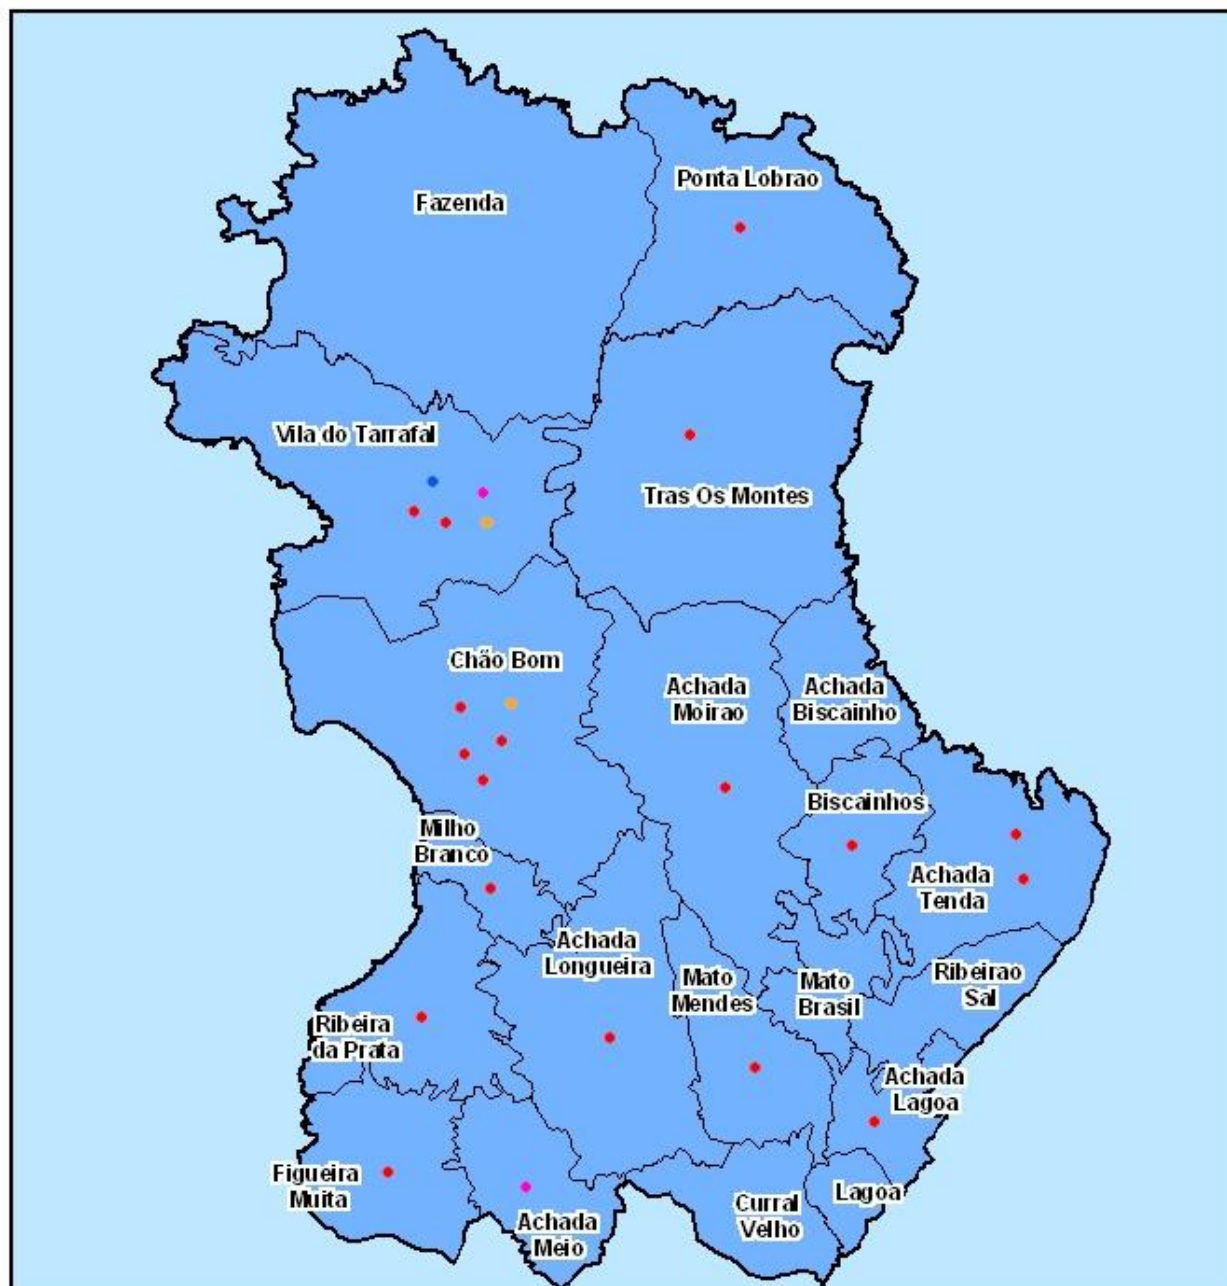 Ponta Lobrao
Fazenda
Vila do Tarrafal
Tras Os Montes
Chão Bom
Achada
Moirao
Achada
Biscainho
Biscainhos
Milho
Branco
Achada
Tenda
Achada
Longueira
Mato
Mendes
Mato
Brasil
Ribeirao
Sal
Ribeira
da Prata
Achada
Lagoa
Figueira
Muita
Lagoa
Curral
Velho
Achada
Meio